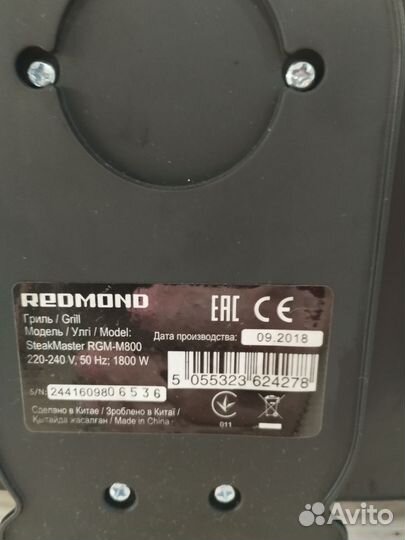 REDMOND
EAC CE
Гриль / Grill
Модель / Улгі / Model:
SteakMaster RGM-M800
220-240 V, 50 Hz; 1800 W
Дата производства: 09.2018
5 055323 624278
S/N: 24416098 0 6 5 3 6
011
Сделано в Китае / Зроблено в Китаї /
Қытайда жасалған / Made in China
Avito